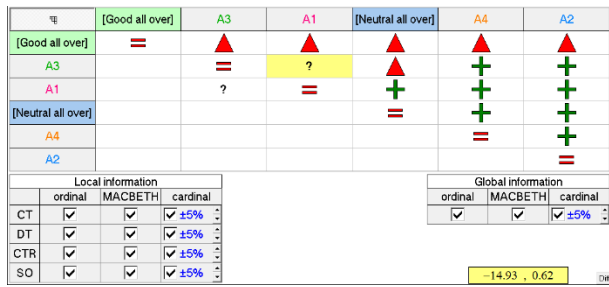 [Good all over] A3 A1 [Neutral all over] A4 A2
[Good all over] =
A3 = ?
A1 ? = +
[Neutral all over] = + +
A4 = +
A2 =
Local information
ordinal MACBETH cardinal
CT ±5%
DT ±5%
CTR ±5%
SO ±5%
Global information
ordinal MACBETH cardinal
±5%
−14.93 , 0.62